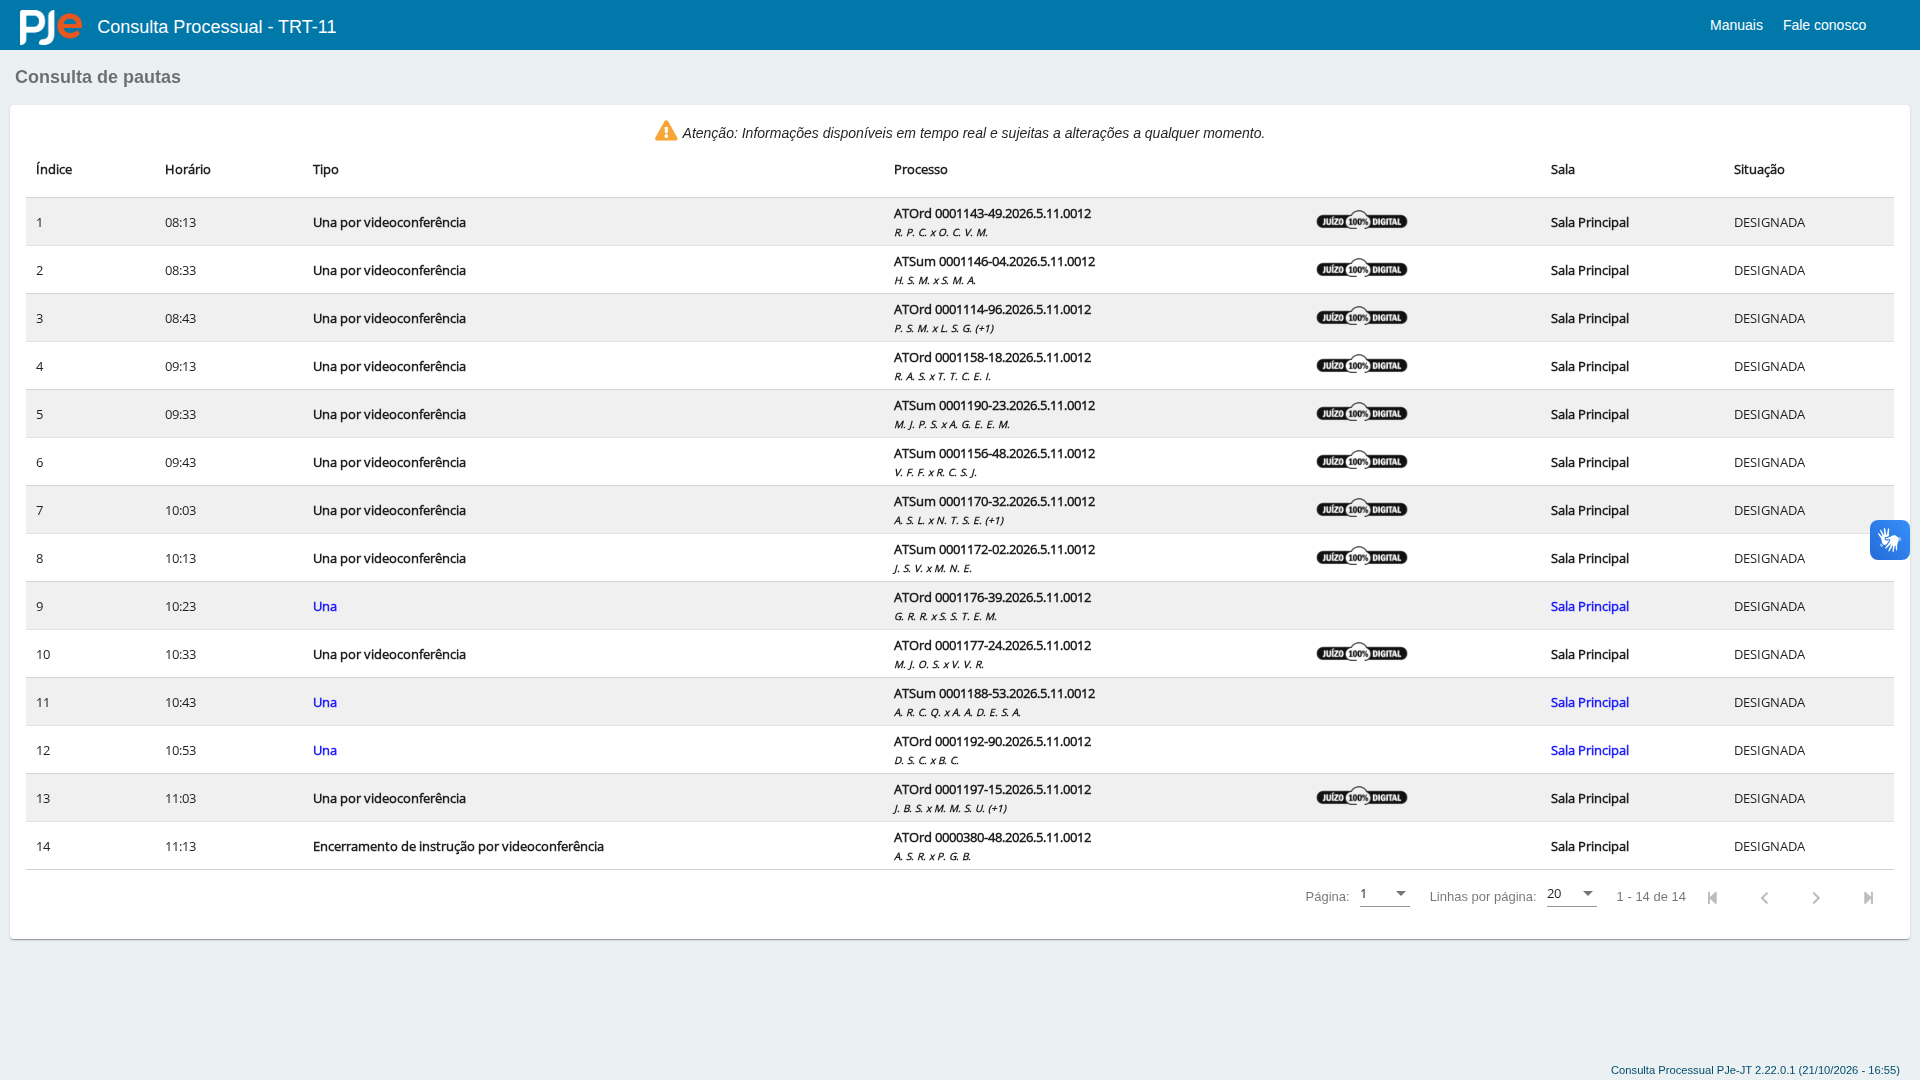 PJe Consulta Processual - TRT-11 Manuais Fale conosco
Consulta de pautas
Atenção: Informações disponíveis em tempo real e sujeitas a alterações a qualquer momento.
Índice Horário Tipo Processo Sala Situação
1 08:13 Una por videoconferência ATOrd 0001143-49.2026.5.11.0012 JUÍZO 100% DIGITAL Sala Principal DESIGNADA
R. P. C. x O. C. V. M.
2 08:33 Una por videoconferência ATSum 0001146-04.2026.5.11.0012 JUÍZO 100% DIGITAL Sala Principal DESIGNADA
H. S. M. x S. M. A.
3 08:43 Una por videoconferência ATOrd 0001114-96.2026.5.11.0012 JUÍZO 100% DIGITAL Sala Principal DESIGNADA
P. S. M. x L. S. G. (+1)
4 09:13 Una por videoconferência ATOrd 0001158-18.2026.5.11.0012 JUÍZO 100% DIGITAL Sala Principal DESIGNADA
R. A. S. x T. T. C. E. I.
5 09:33 Una por videoconferência ATSum 0001190-23.2026.5.11.0012 JUÍZO 100% DIGITAL Sala Principal DESIGNADA
M. J. P. S. x A. G. E. E. M.
6 09:43 Una por videoconferência ATSum 0001156-48.2026.5.11.0012 JUÍZO 100% DIGITAL Sala Principal DESIGNADA
V. F. F. x R. C. S. J.
7 10:03 Una por videoconferência ATSum 0001170-32.2026.5.11.0012 JUÍZO 100% DIGITAL Sala Principal DESIGNADA
A. S. L. x N. T. S. E. (+1)
8 10:13 Una por videoconferência ATSum 0001172-02.2026.5.11.0012 JUÍZO 100% DIGITAL Sala Principal DESIGNADA
J. S. V. x M. N. E.
9 10:23 Una ATOrd 0001176-39.2026.5.11.0012 Sala Principal DESIGNADA
G. R. R. x S. S. T. E. M.
10 10:33 Una por videoconferência ATOrd 0001177-24.2026.5.11.0012 JUÍZO 100% DIGITAL Sala Principal DESIGNADA
M. J. O. S. x V. V. R.
11 10:43 Una ATSum 0001188-53.2026.5.11.0012 Sala Principal DESIGNADA
A. R. C. Q. x A. A. D. E. S. A.
12 10:53 Una ATOrd 0001192-90.2026.5.11.0012 Sala Principal DESIGNADA
D. S. C. x B. C.
13 11:03 Una por videoconferência ATOrd 0001197-15.2026.5.11.0012 JUÍZO 100% DIGITAL Sala Principal DESIGNADA
J. B. S. x M. M. S. U. (+1)
14 11:13 Encerramento de instrução por videoconferência ATOrd 0000380-48.2026.5.11.0012 Sala Principal DESIGNADA
A. S. R. x P. G. B.
Página: 1 Linhas por página: 20 1 - 14 de 14
Consulta Processual PJe-JT 2.22.0.1 (21/10/2026 - 16:55)